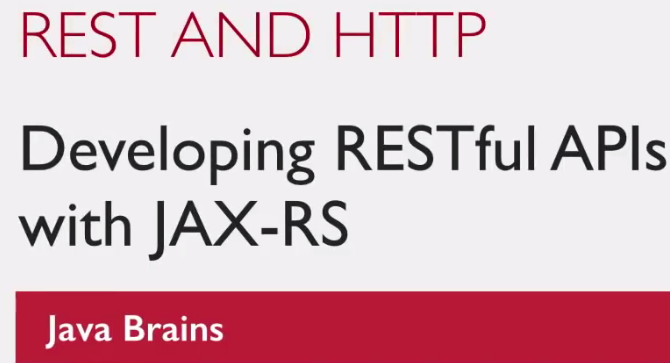 REST AND HTTP
Developing RESTful APIs
with JAX-RS
Java Brains